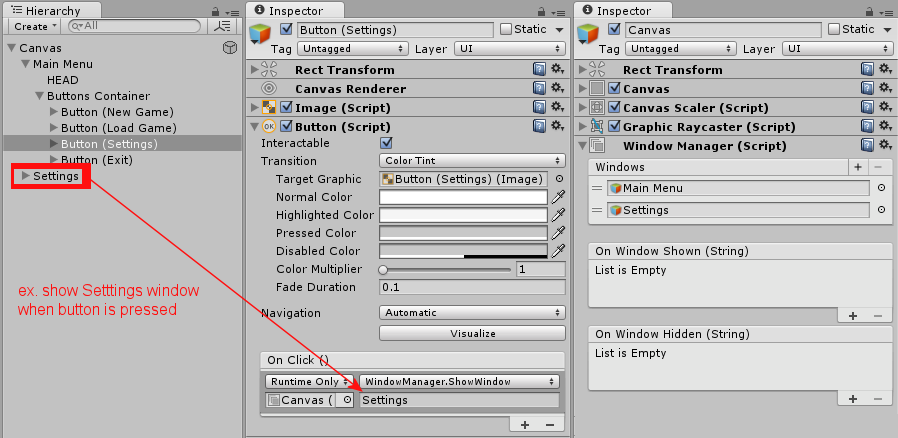 Hierarchy
Create
All
Canvas
Main Menu
HEAD
Buttons Container
Button (New Game)
Button (Load Game)
Button (Settings)
Button (Exit)
Settings
ex. show Setttings window
when button is pressed
Inspector
Button (Settings)
Static
Tag
Untagged
Layer
UI
Rect Transform
Canvas Renderer
Image (Script)
OK
Button (Script)
Interactable
Transition
Color Tint
Target Graphic
Button (Settings) (Image)
Normal Color
Highlighted Color
Pressed Color
Disabled Color
Color Multiplier
1
Fade Duration
0.1
Navigation
Automatic
Visualize
On Click ()
Runtime Only
WindowManager.ShowWindow
Canvas (
Settings
+ −
Inspector
Canvas
Static
Tag
Untagged
Layer
UI
Rect Transform
Canvas
Canvas Scaler (Script)
Graphic Raycaster (Script)
Window Manager (Script)
Windows
+ −
Main Menu
Settings
On Window Shown (String)
List is Empty
+ −
On Window Hidden (String)
List is Empty
+ −